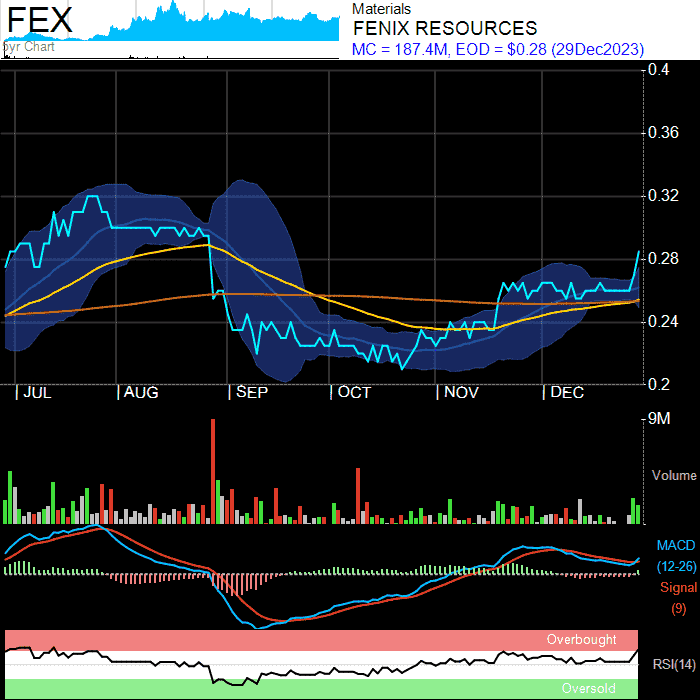 FEX
5yr Chart
Materials
FENIX RESOURCES
MC = 187.4M, EOD = $0.28 (29Dec2023)
0.4
0.36
0.32
0.28
0.24
0.2
JUL AUG SEP OCT NOV DEC
9M
Volume
MACD
(12-26)
Signal
(9)
Overbought
RSI(14)
Oversold